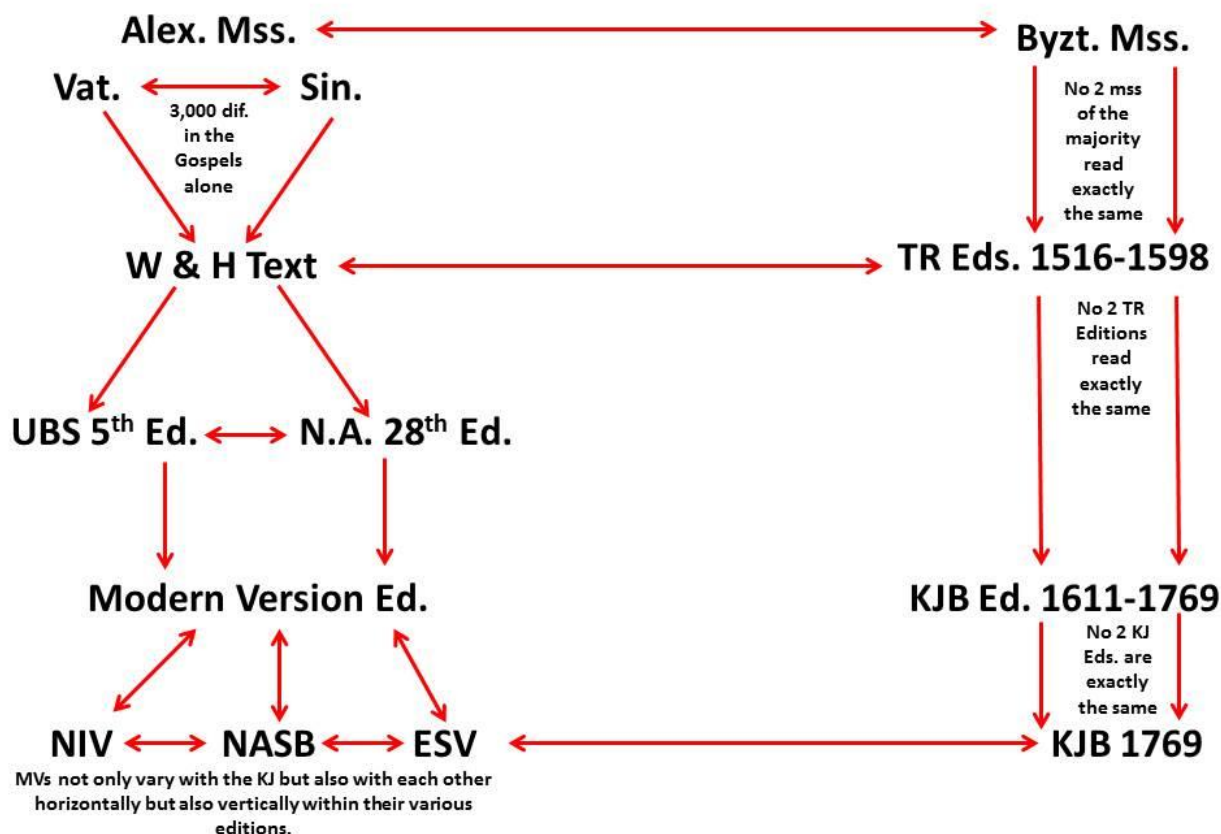 Alex. Mss.
Byzt. Mss.
Vat.
Sin.
3,000 dif.
in the
Gospels
alone
No 2 mss
of the
majority
read
exactly
the same
W & H Text
TR Eds. 1516-1598
No 2 TR
Editions
read
exactly
the same
UBS 5th Ed.
N.A. 28th Ed.
Modern Version Ed.
KJB Ed. 1611-1769
No 2 KJ
Eds. are
exactly
the same
NIV
NASB
ESV
KJB 1769
MVs not only vary with the KJ but also with each other
horizontally but also vertically within their various
editions.